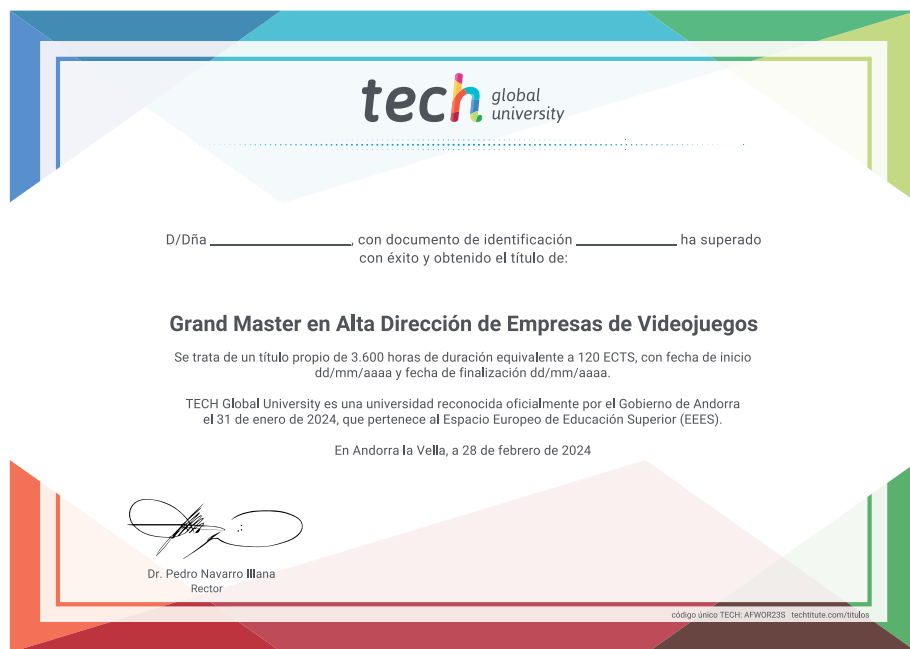 tech global university
D/Dña ______________, con documento de identificación __________ ha superado
con éxito y obtenido el título de:
Grand Master en Alta Dirección de Empresas de Videojuegos
Se trata de un título propio de 3.600 horas de duración equivalente a 120 ECTS, con fecha de inicio
dd/mm/aaaa y fecha de finalización dd/mm/aaaa.
TECH Global University es una universidad reconocida oficialmente por el Gobierno de Andorra
el 31 de enero de 2024, que pertenece al Espacio Europeo de Educación Superior (EEES).
En Andorra la Vella, a 28 de febrero de 2024
Dr. Pedro Navarro Illana
Rector
código único TECH: AFWOR23S techtitute.com/titulos